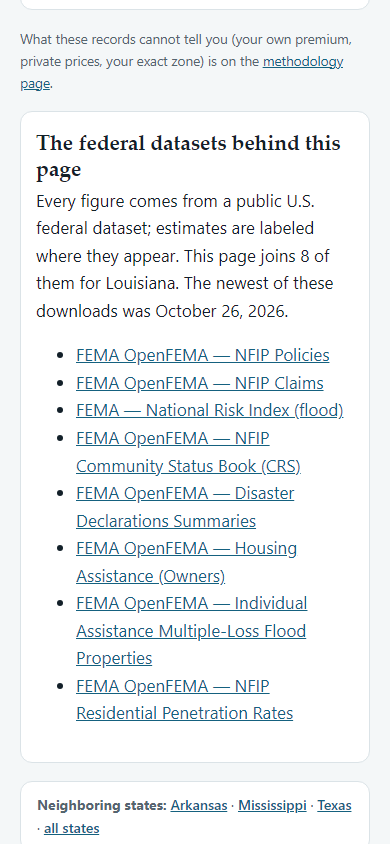 What these records cannot tell you (your own premium,
private prices, your exact zone) is on the methodology
page.
The federal datasets behind this
page
Every figure comes from a public U.S.
federal dataset; estimates are labeled
where they appear. This page joins 8 of
them for Louisiana. The newest of these
downloads was October 26, 2026.
• FEMA OpenFEMA — NFIP Policies
• FEMA OpenFEMA — NFIP Claims
• FEMA — National Risk Index (flood)
• FEMA OpenFEMA — NFIP
Community Status Book (CRS)
• FEMA OpenFEMA — Disaster
Declarations Summaries
• FEMA OpenFEMA — Housing
Assistance (Owners)
• FEMA OpenFEMA — Individual
Assistance Multiple-Loss Flood
Properties
• FEMA OpenFEMA — NFIP
Residential Penetration Rates
Neighboring states: Arkansas · Mississippi · Texas
· all states